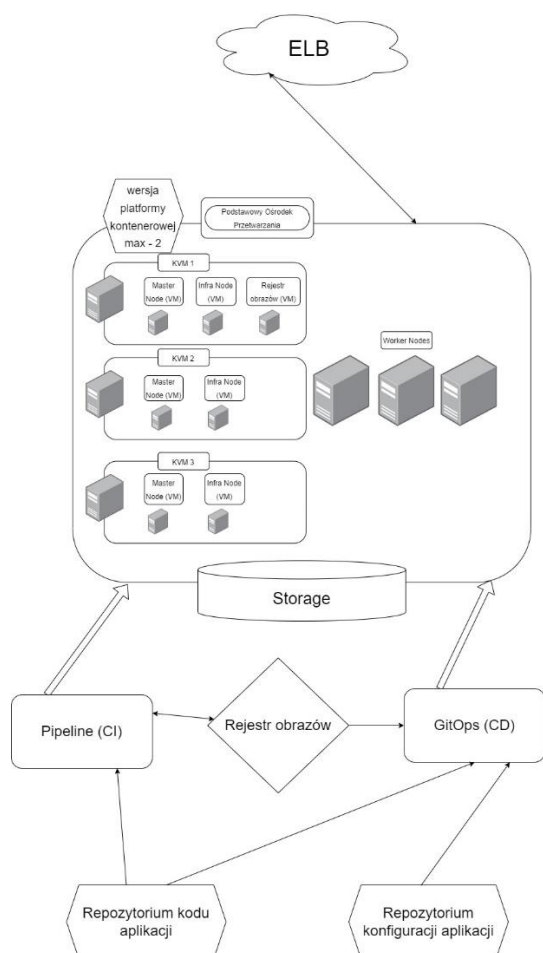 ELB
wersja
platformy
kontenerowej
max - 2
Podstawowy Ośrodek
Przetwarzania
KVM 1
Master
Node (VM)
Infra Node
(VM)
Rejestr
obrazów (VM)
KVM 2
Master
Node (VM)
Infra Node
(VM)
Worker Nodes
KVM 3
Master
Node (VM)
Infra Node
(VM)
Storage
Pipeline (CI)
Rejestr obrazów
GitOps (CD)
Repozytorium kodu
aplikacji
Repozytorium
konfiguracji aplikacji